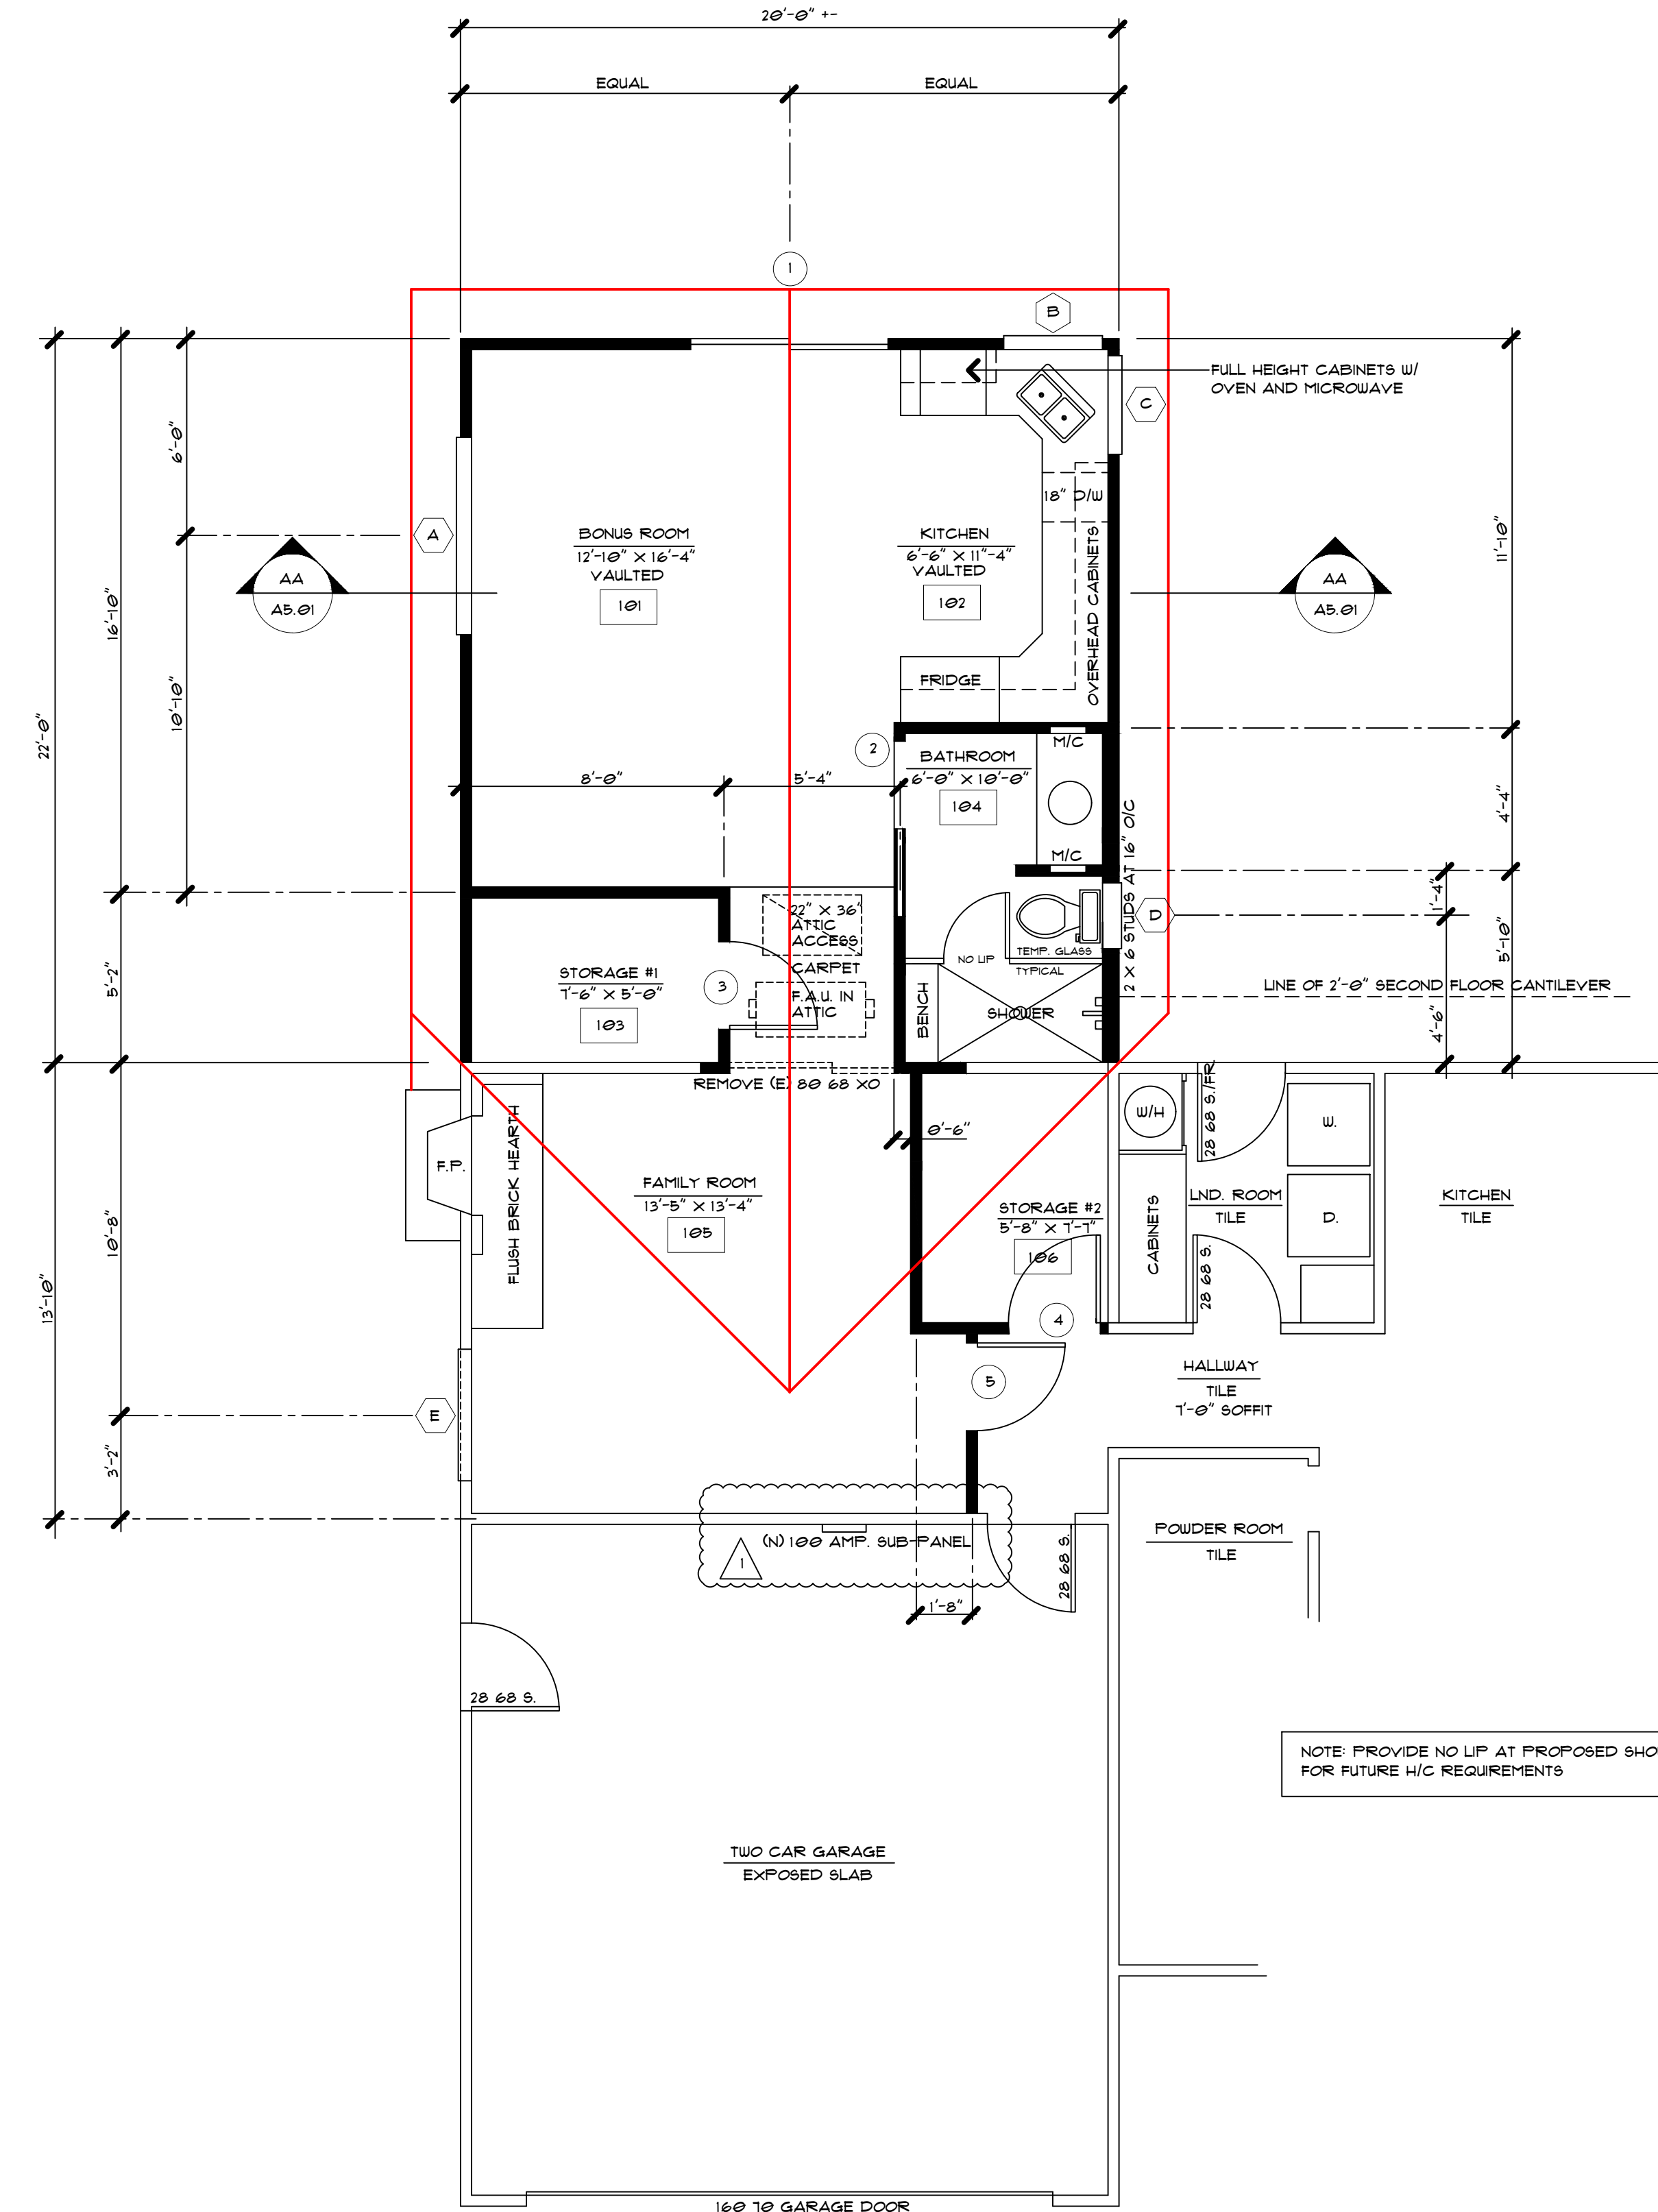 20'-0" +-
EQUAL
EQUAL
1
B
FULL HEIGHT CABINETS W/
OVEN AND MICROWAVE
C
6'-0"
18" D/W
11'-10"
A
BONUS ROOM
12'-10" X 16'-4"
VAULTED
101
KITCHEN
6'-6" X 11"-4"
VAULTED
102
OVERHEAD CABINETS
AA
A5.01
AA
A5.01
16'-10"
10'-10"
22'-0"
FRIDGE
2
M/C
BATHROOM
6'-0" X 10'-0"
104
8'-0"
5'-4"
4'-4"
M/C
2 X 6 STUDS AT 16" O/C
1'-4"
D
22" X 36"
ATTIC
ACCESS
CARPET
F.A.U. IN
ATTIC
NO LIP
TEMP. GLASS
TYPICAL
5'-10"
5'-2"
STORAGE #1
7'-6" X 5'-0"
103
3
BENCH
SHOWER
LINE OF 2'-0" SECOND FLOOR CANTILEVER
4'-6"
REMOVE (E) 80 68 XO
W/H
28 68 S./FR
W.
0'-6"
F.P.
FLUSH BRICK HEARTH
FAMILY ROOM
13'-5" X 13'-4"
105
STORAGE #2
5'-8" X 7'-7"
106
CABINETS
LND. ROOM
TILE
D.
KITCHEN
TILE
10'-8"
13'-10"
28 68 S.
4
5
HALLWAY
TILE
7'-0" SOFFIT
E
3'-2"
(N) 100 AMP. SUB-PANEL
1
28 68 S.
POWDER ROOM
TILE
1'-8"
28 68 S.
NOTE: PROVIDE NO LIP AT PROPOSED SHO
FOR FUTURE H/C REQUIREMENTS
TWO CAR GARAGE
EXPOSED SLAB
160 70 GARAGE DOOR